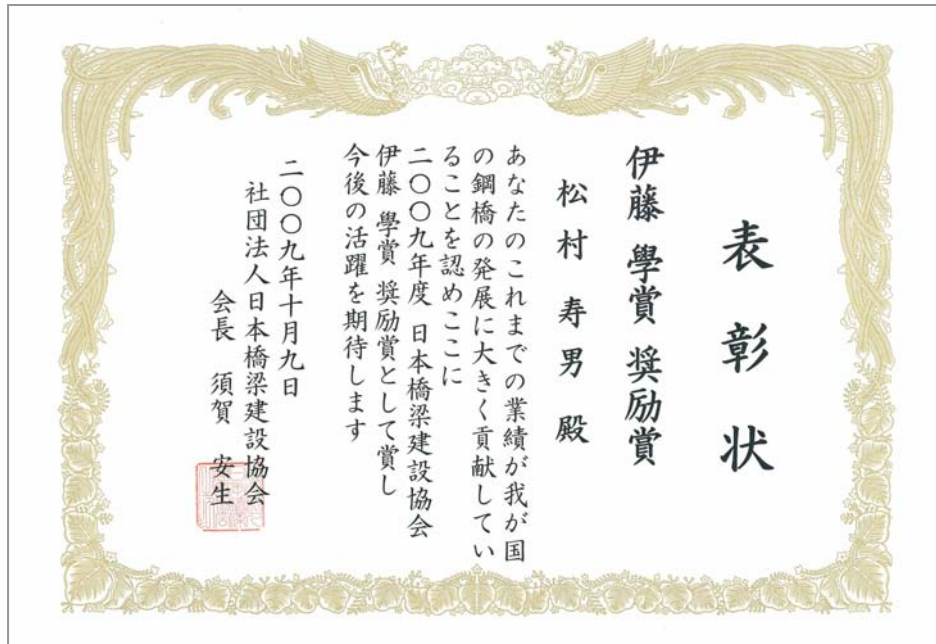 表彰状
伊藤 學賞 奨励賞
松村 寿男 殿
あなたのこれまでの業績が我が国
の鋼橋の発展に大きく貢献してい
ることを認めここに
二〇〇九年度 日本橋梁建設協会
伊藤 學賞 奨励賞として賞し
今後の活躍を期待します
二〇〇九年十月九日
社団法人日本橋梁建設協会
会長 須賀 安生